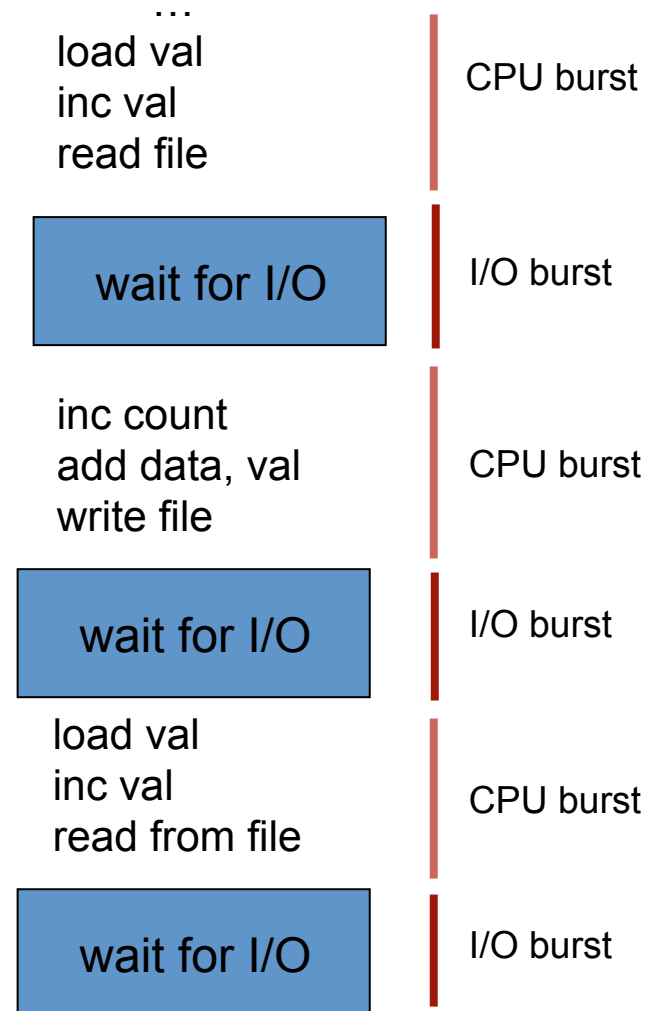 ...
load val
inc val
read file
CPU burst
wait for I/O
I/O burst
inc count
add data, val
write file
CPU burst
wait for I/O
I/O burst
load val
inc val
read from file
CPU burst
wait for I/O
I/O burst